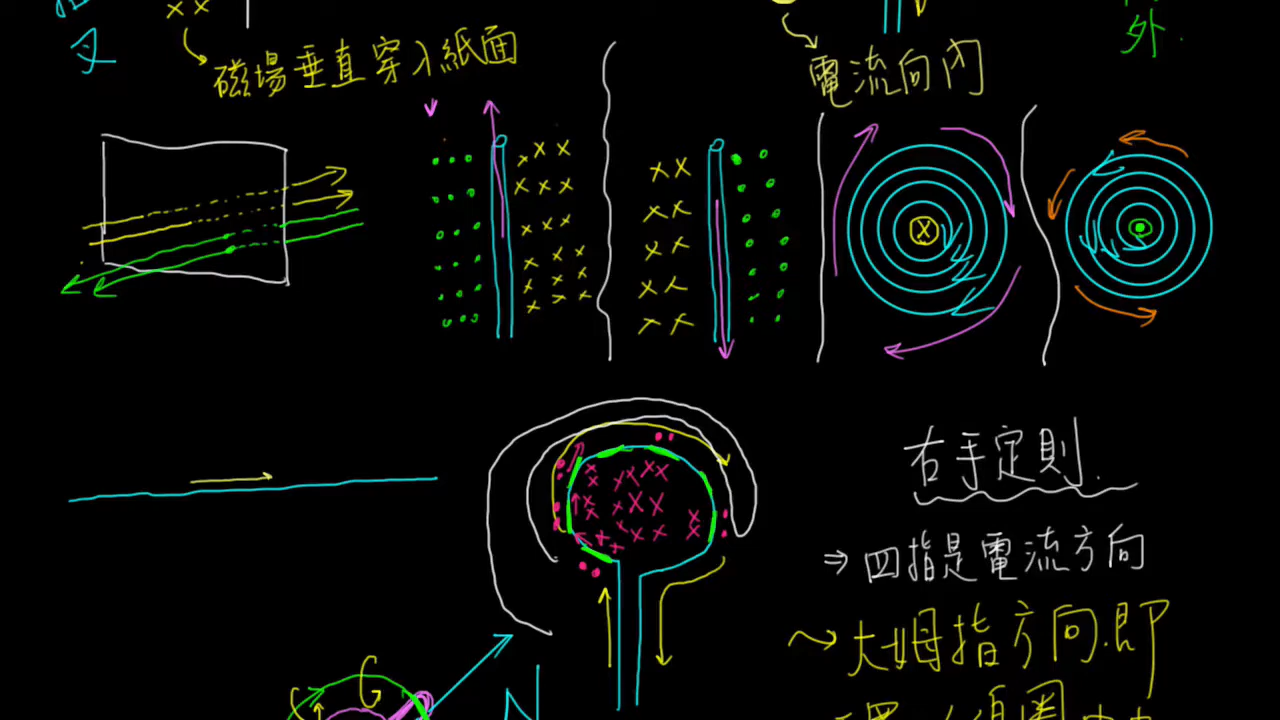 叉
外.
磁場垂直穿入紙面
電流向內
右手定則.
⇒ 四指是電流方向
~> 大姆指方向.即
G
N